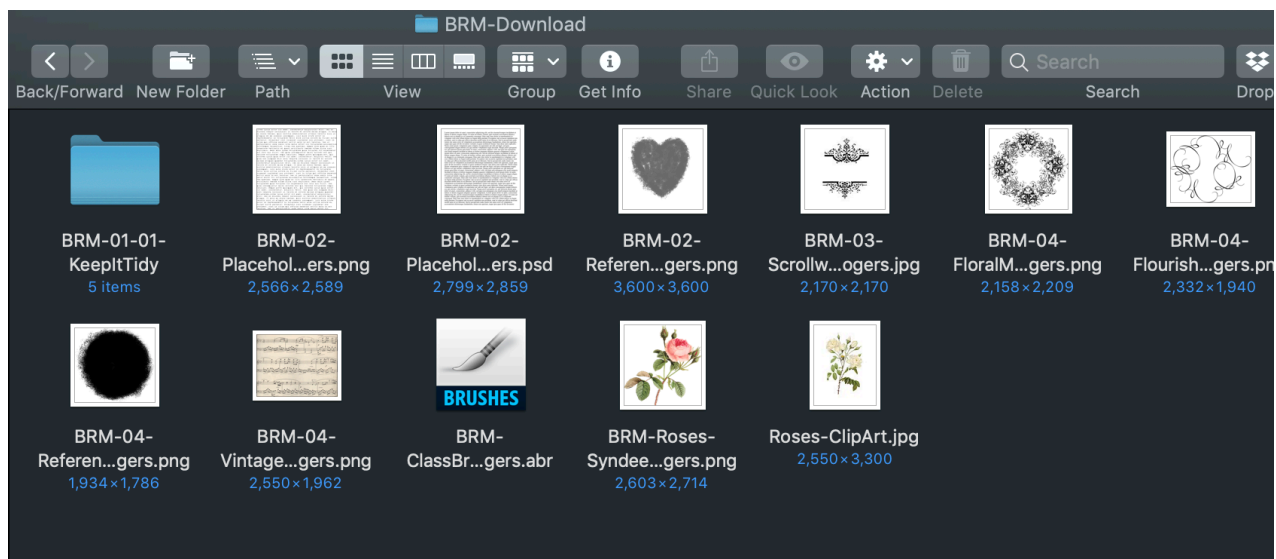 BRM-Download
Back/Forward New Folder Path View Group Get Info Share Quick Look Action Delete Search Search Drop
BRM-01-01-
KeepItTidy
5 items
BRM-02-
Placehol...ers.png
2,566×2,589
BRM-02-
Placehol...ers.psd
2,799×2,859
BRM-02-
Referen...gers.png
3,600×3,600
BRM-03-
Scrollw...ogers.jpg
2,170×2,170
BRM-04-
FloralM...gers.png
2,158×2,209
BRM-04-
Flourish...gers.pn
2,332×1,940
BRM-04-
Referen...gers.png
1,934×1,786
BRM-04-
Vintage...gers.png
2,550×1,962
BRUSHES
BRM-
ClassBr...gers.abr
BRM-Roses-
Syndee...gers.png
2,603×2,714
Roses-ClipArt.jpg
2,550×3,300